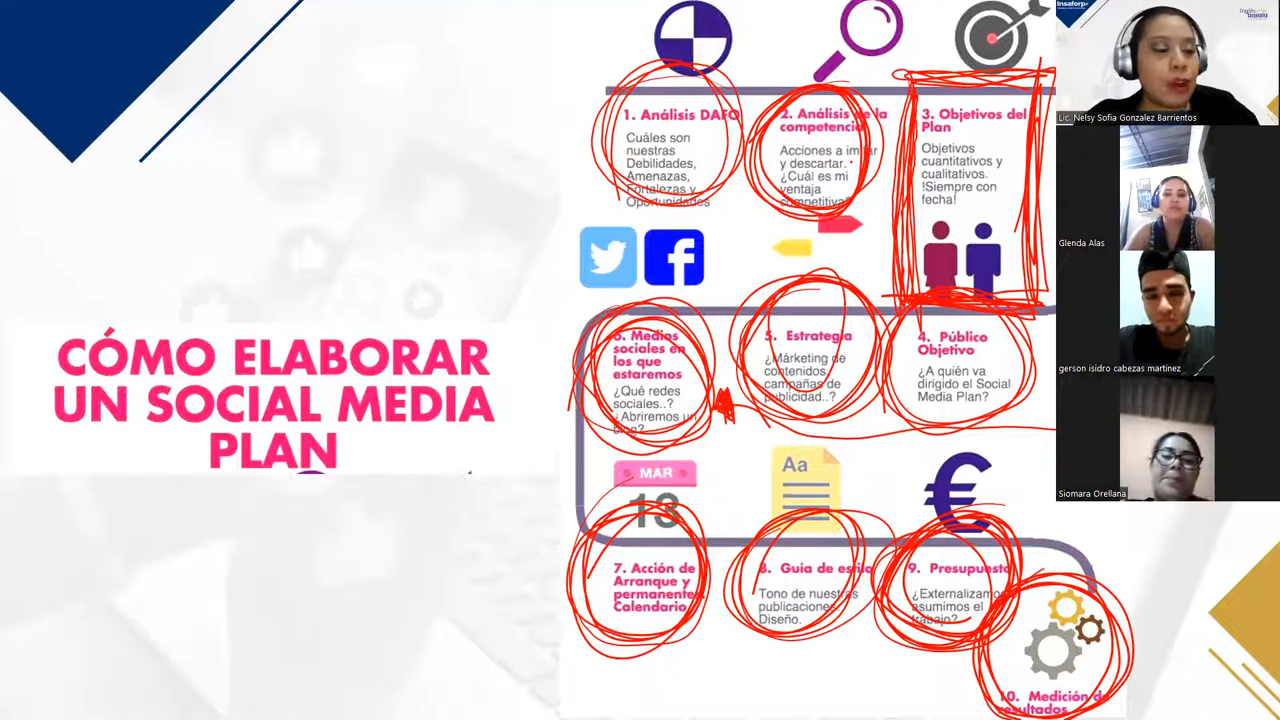 CÓMO ELABORAR
UN SOCIAL MEDIA
PLAN
1. Análisis DAFO
Cuáles son
nuestras
Debilidades,
Amenazas,
Fortalezas y
Oportunidades
2. Análisis de la
competencia
Acciones a imitar
y descartar.
¿Cuál es mi
ventaja
competitiva?
3. Objetivos del
Plan
Objetivos
cuantitativos y
cualitativos.
!Siempre con
fecha!
4. Público
Objetivo
¿A quién va
dirigido el Social
Media Plan?
5. Estrategia
¿Márketing de
contenidos,
campañas de
publicidad..?
6. Medios
sociales en
los que
estaremos
¿Qué redes
sociales..?
¿Abriremos un
blog?
MAR
13
Aa
€
7. Acción de
Arranque y
permanentes.
Calendario.
8. Guía de estilo
Tono de nuestras
publicaciones.
Diseño.
9. Presupuesto
¿Externalizamos
asumimos el
trabajo?
10. Medición de
resultados
Insaforp
Inglés
Lic. Nelsy Sofia Gonzalez Barrientos
Glenda Alas
gerson isidro cabezas martinez
Siomara Orellana